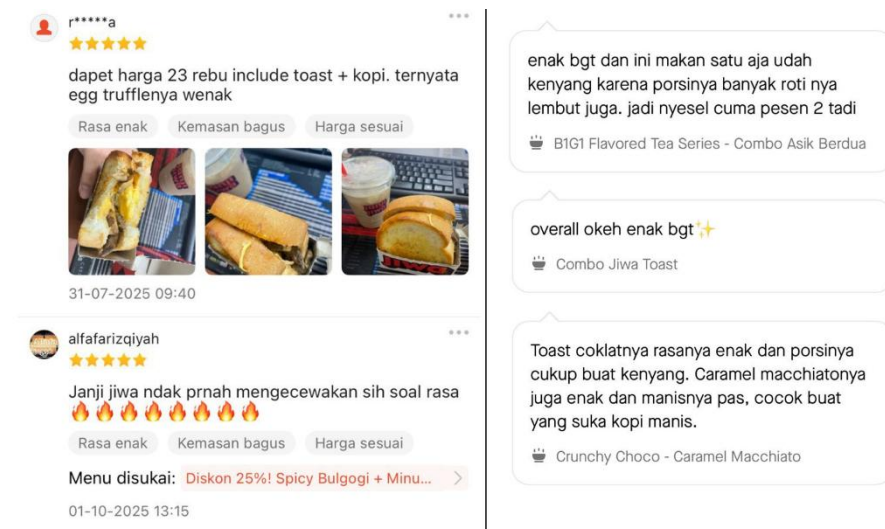 r*****a
dapet harga 23 rebu include toast + kopi. ternyata
egg trufflenya wenak
Rasa enak Kemasan bagus Harga sesuai
31-07-2025 09:40
alfafarizqiyah
Janji jiwa ndak prnah mengecewakan sih soal rasa
🔥🔥🔥🔥🔥🔥🔥🔥
Rasa enak Kemasan bagus Harga sesuai
Menu disukai: Diskon 25%! Spicy Bulgogi + Minu...
01-10-2025 13:15
enak bgt dan ini makan satu aja udah
kenyang karena porsinya banyak roti nya
lembut juga. jadi nyesel cuma pesen 2 tadi
B1G1 Flavored Tea Series - Combo Asik Berdua
overall okeh enak bgt✨
Combo Jiwa Toast
Toast coklatnya rasanya enak dan porsinya
cukup buat kenyang. Caramel macchiatonya
juga enak dan manisnya pas, cocok buat
yang suka kopi manis.
Crunchy Choco - Caramel Macchiato